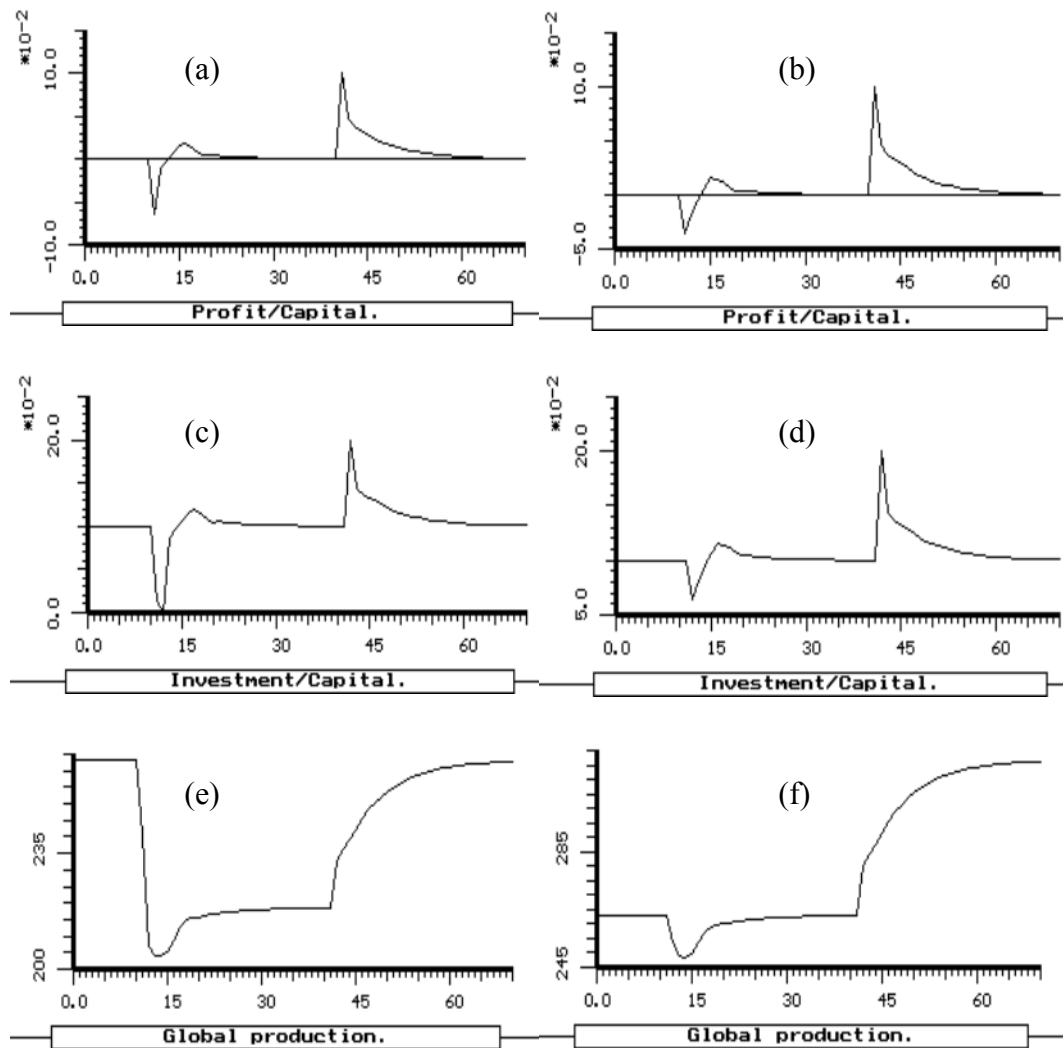 *10-2
10.0
-10.0
(a)
0.0 15 30 45 60
Profit/Capital.
*10-2
10.0
-5.0
(b)
0.0 15 30 45 60
Profit/Capital.
*10-2
20.0
0.0
(c)
0.0 15 30 45 60
Investment/Capital.
*10-2
20.0
5.0
(d)
0.0 15 30 45 60
Investment/Capital.
235
200
(e)
0.0 15 30 45 60
Global production.
285
245
(f)
0.0 15 30 45 60
Global production.